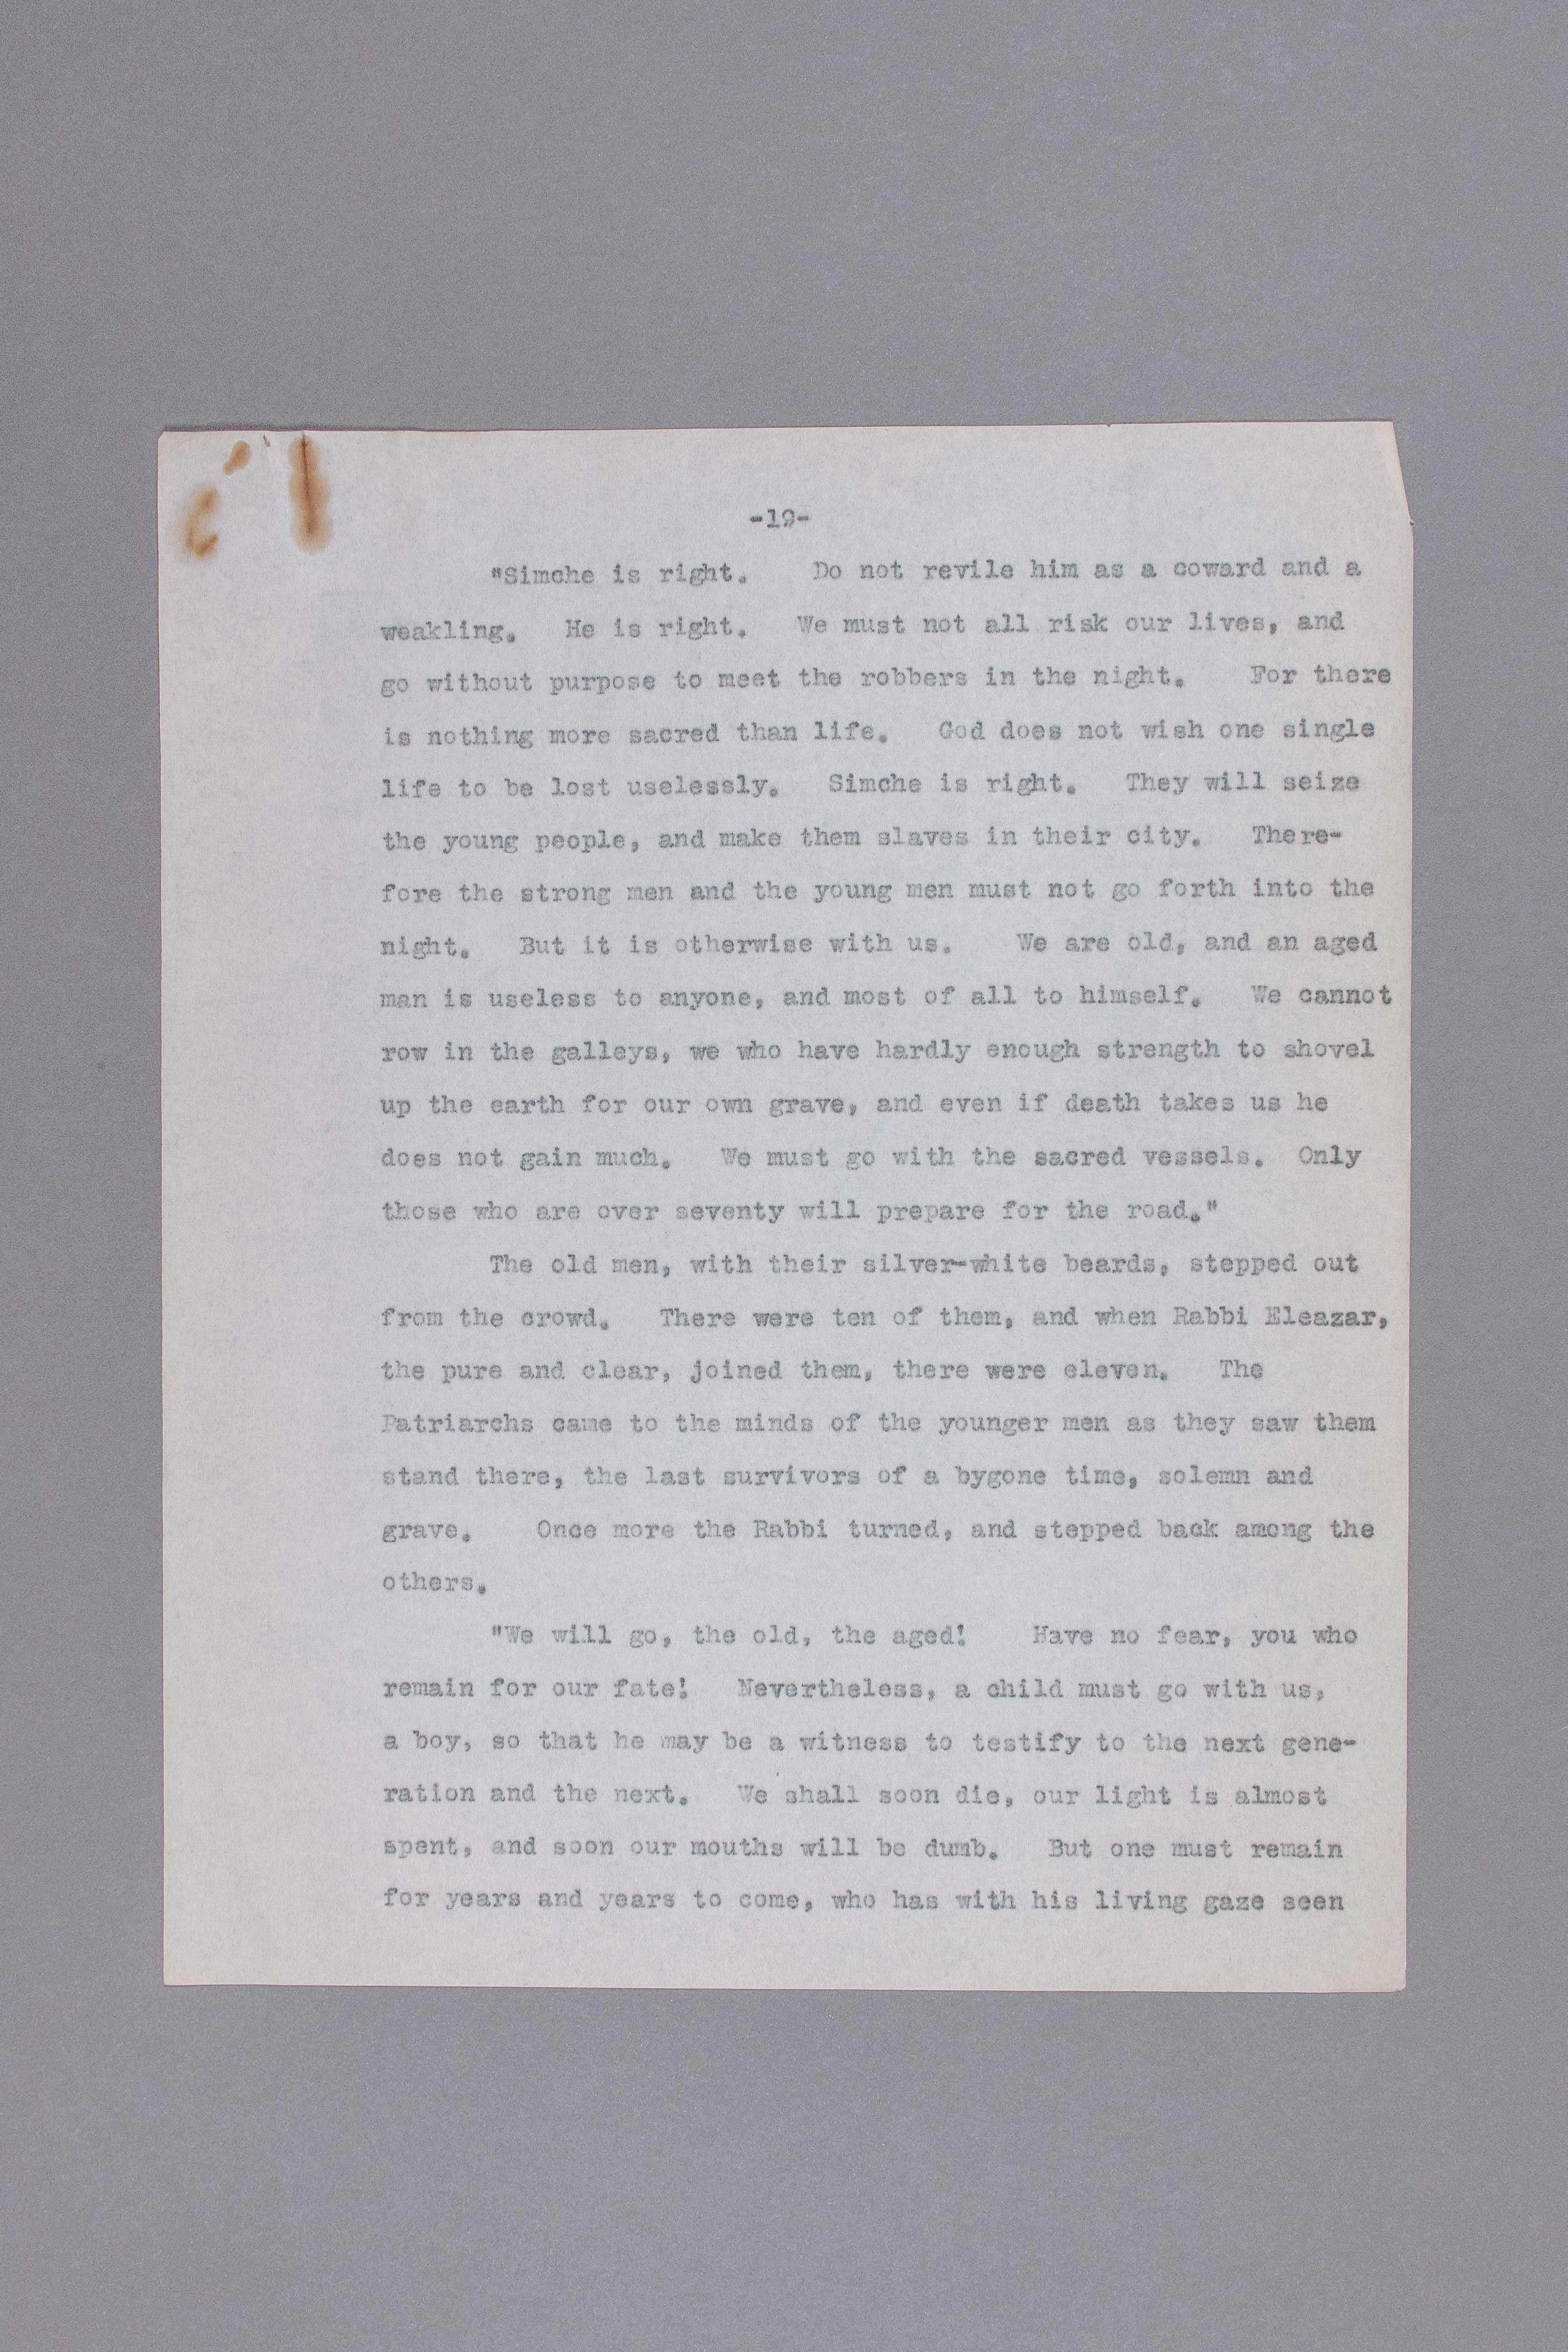 -19-
"Simche is right. Do not revile him as a coward and a
weakling. He is right. We must not all risk our lives, and
go without purpose to meet the robbers in the night. For there
is nothing more sacred than life. God does not wish one single
life to be lost uselessly. Simche is right. They will seize
the young people, and make them slaves in their city. There-
fore the strong men and the young men must not go forth into the
night. But it is otherwise with us. We are old, and an aged
man is useless to anyone, and most of all to himself. We cannot
row in the galleys, we who have hardly enough strength to shovel
up the earth for our own grave, and even if death takes us he
does not gain much. We must go with the sacred vessels. Only
those who are over seventy will prepare for the road."
The old men, with their silver-white beards, stepped out
from the crowd. There were ten of them, and when Rabbi Eleazar,
the pure and clear, joined them, there were eleven. The
Patriarchs came to the minds of the younger men as they saw them
stand there, the last survivors of a bygone time, solemn and
grave. Once more the Rabbi turned, and stepped back among the
others.
"We will go, the old, the aged! Have no fear, you who
remain for our fate! Nevertheless, a child must go with us,
a boy, so that he may be a witness to testify to the next gene-
ration and the next. We shall soon die, our light is almost
spent, and soon our mouths will be dumb. But one must remain
for years and years to come, who has with his living gaze seen